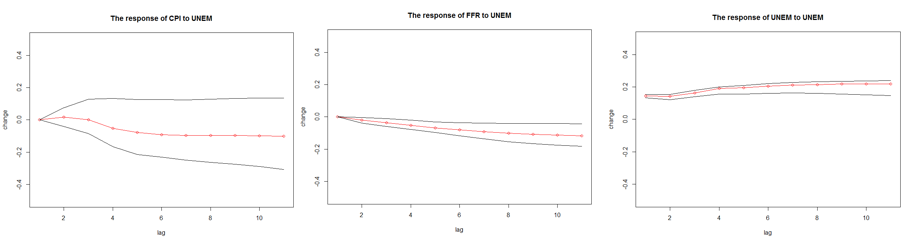 The response of CPI to UNEM
change
0.4
0.2
0.0
-0.2
-0.4
2 4 6 8 10
lag
The response of FFR to UNEM
change
0.4
0.2
0.0
-0.2
-0.4
2 4 6 8 10
lag
The response of UNEM to UNEM
change
0.4
0.2
0.0
-0.2
-0.4
2 4 6 8 10
lag